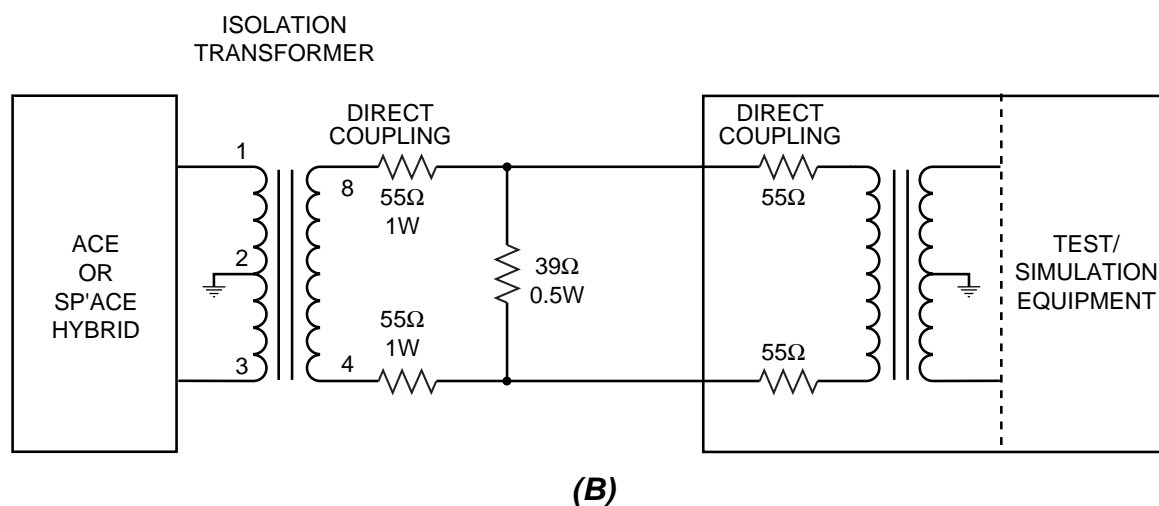 ISOLATION
TRANSFORMER
DIRECT
COUPLING
DIRECT
COUPLING
1
8
55Ω
1W
55Ω
ACE
OR
SP'ACE
HYBRID
2
39Ω
0.5W
TEST/
SIMULATION
EQUIPMENT
55Ω
1W
55Ω
3
4
(B)